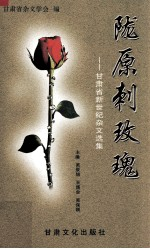 甘肃省杂文学会 编
陇原刺玫瑰
——甘肃省新世纪杂文选集
甘肃文化出版社